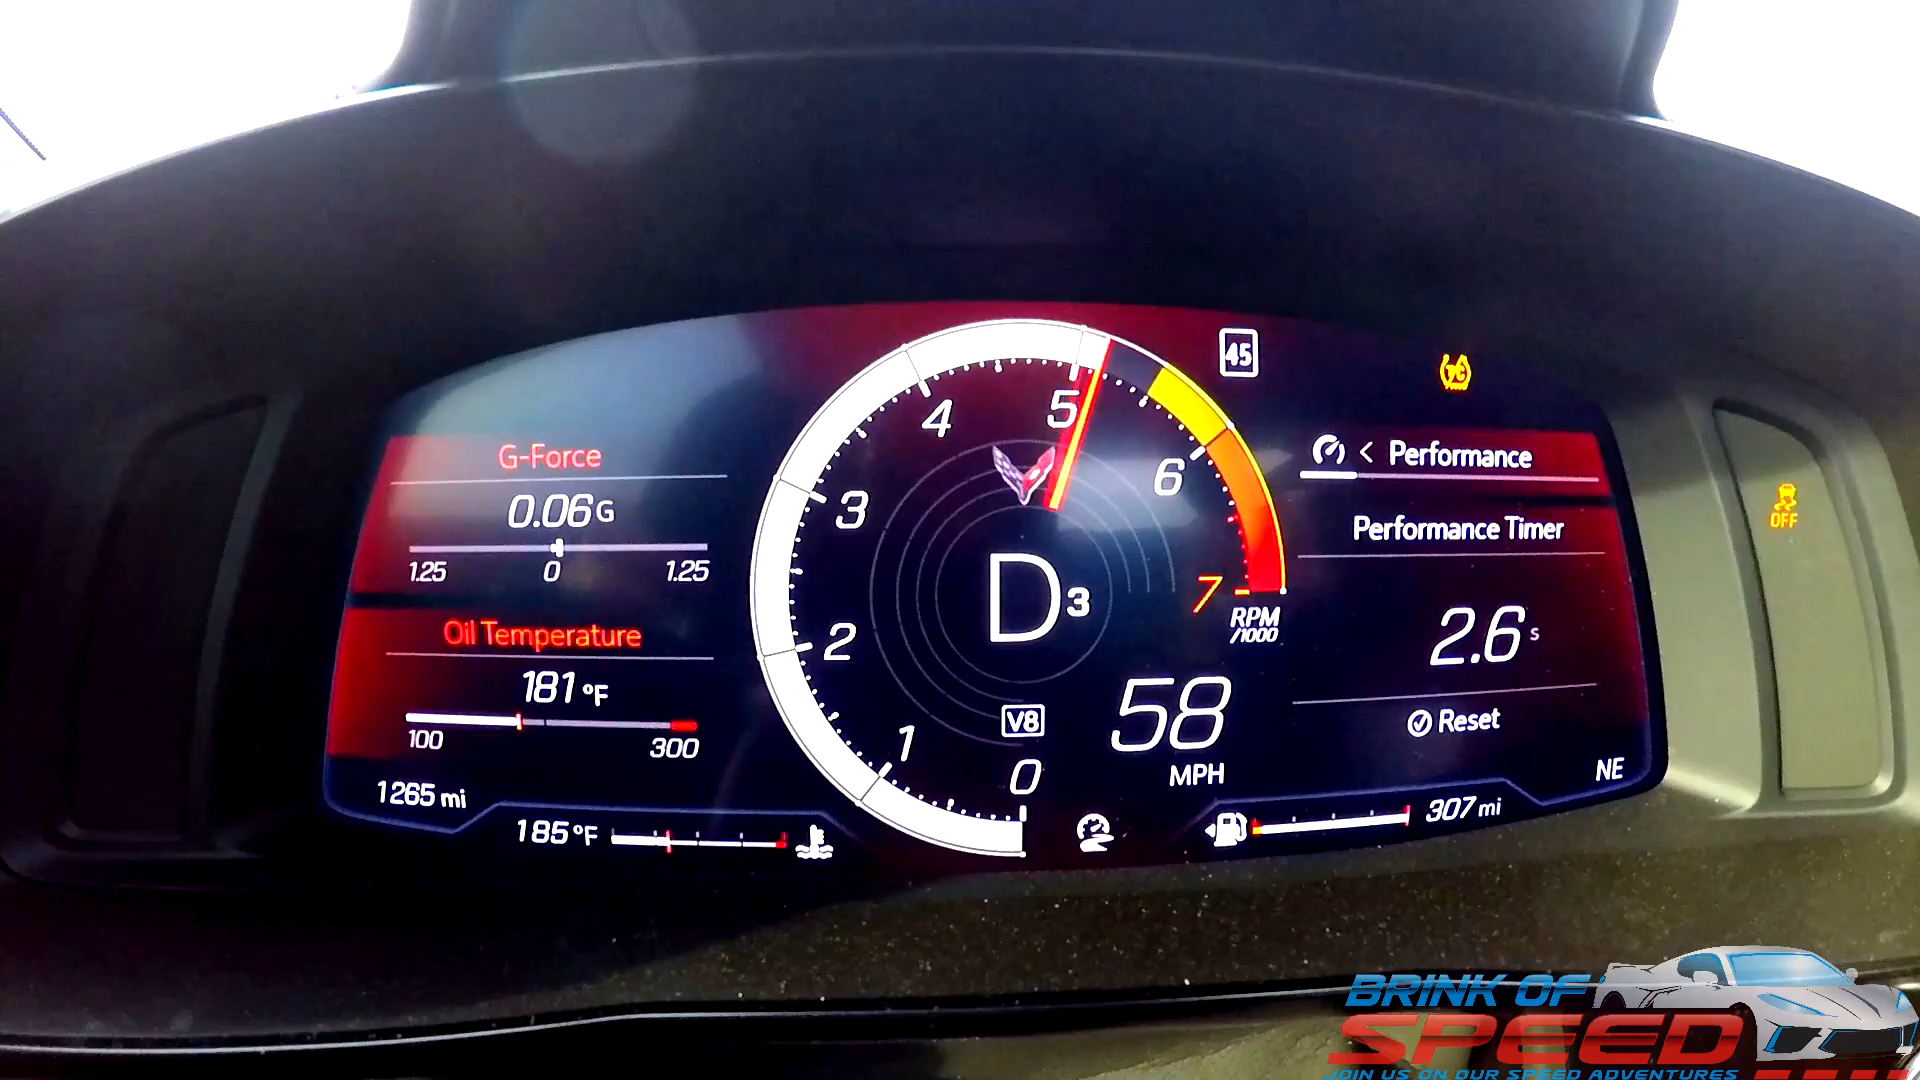 45
TC
G-Force
0.06 G
1.25 0 1.25
Oil Temperature
181 °F
100 300
1265 mi
185 °F
0
1
2
3
4
5
6
7
RPM
/1000
D3
V8
58
MPH
< Performance
Performance Timer
2.6 s
Reset
NE
307 mi
OFF
BRINK OF
SPEED
JOIN US ON OUR SPEED ADVENTURES